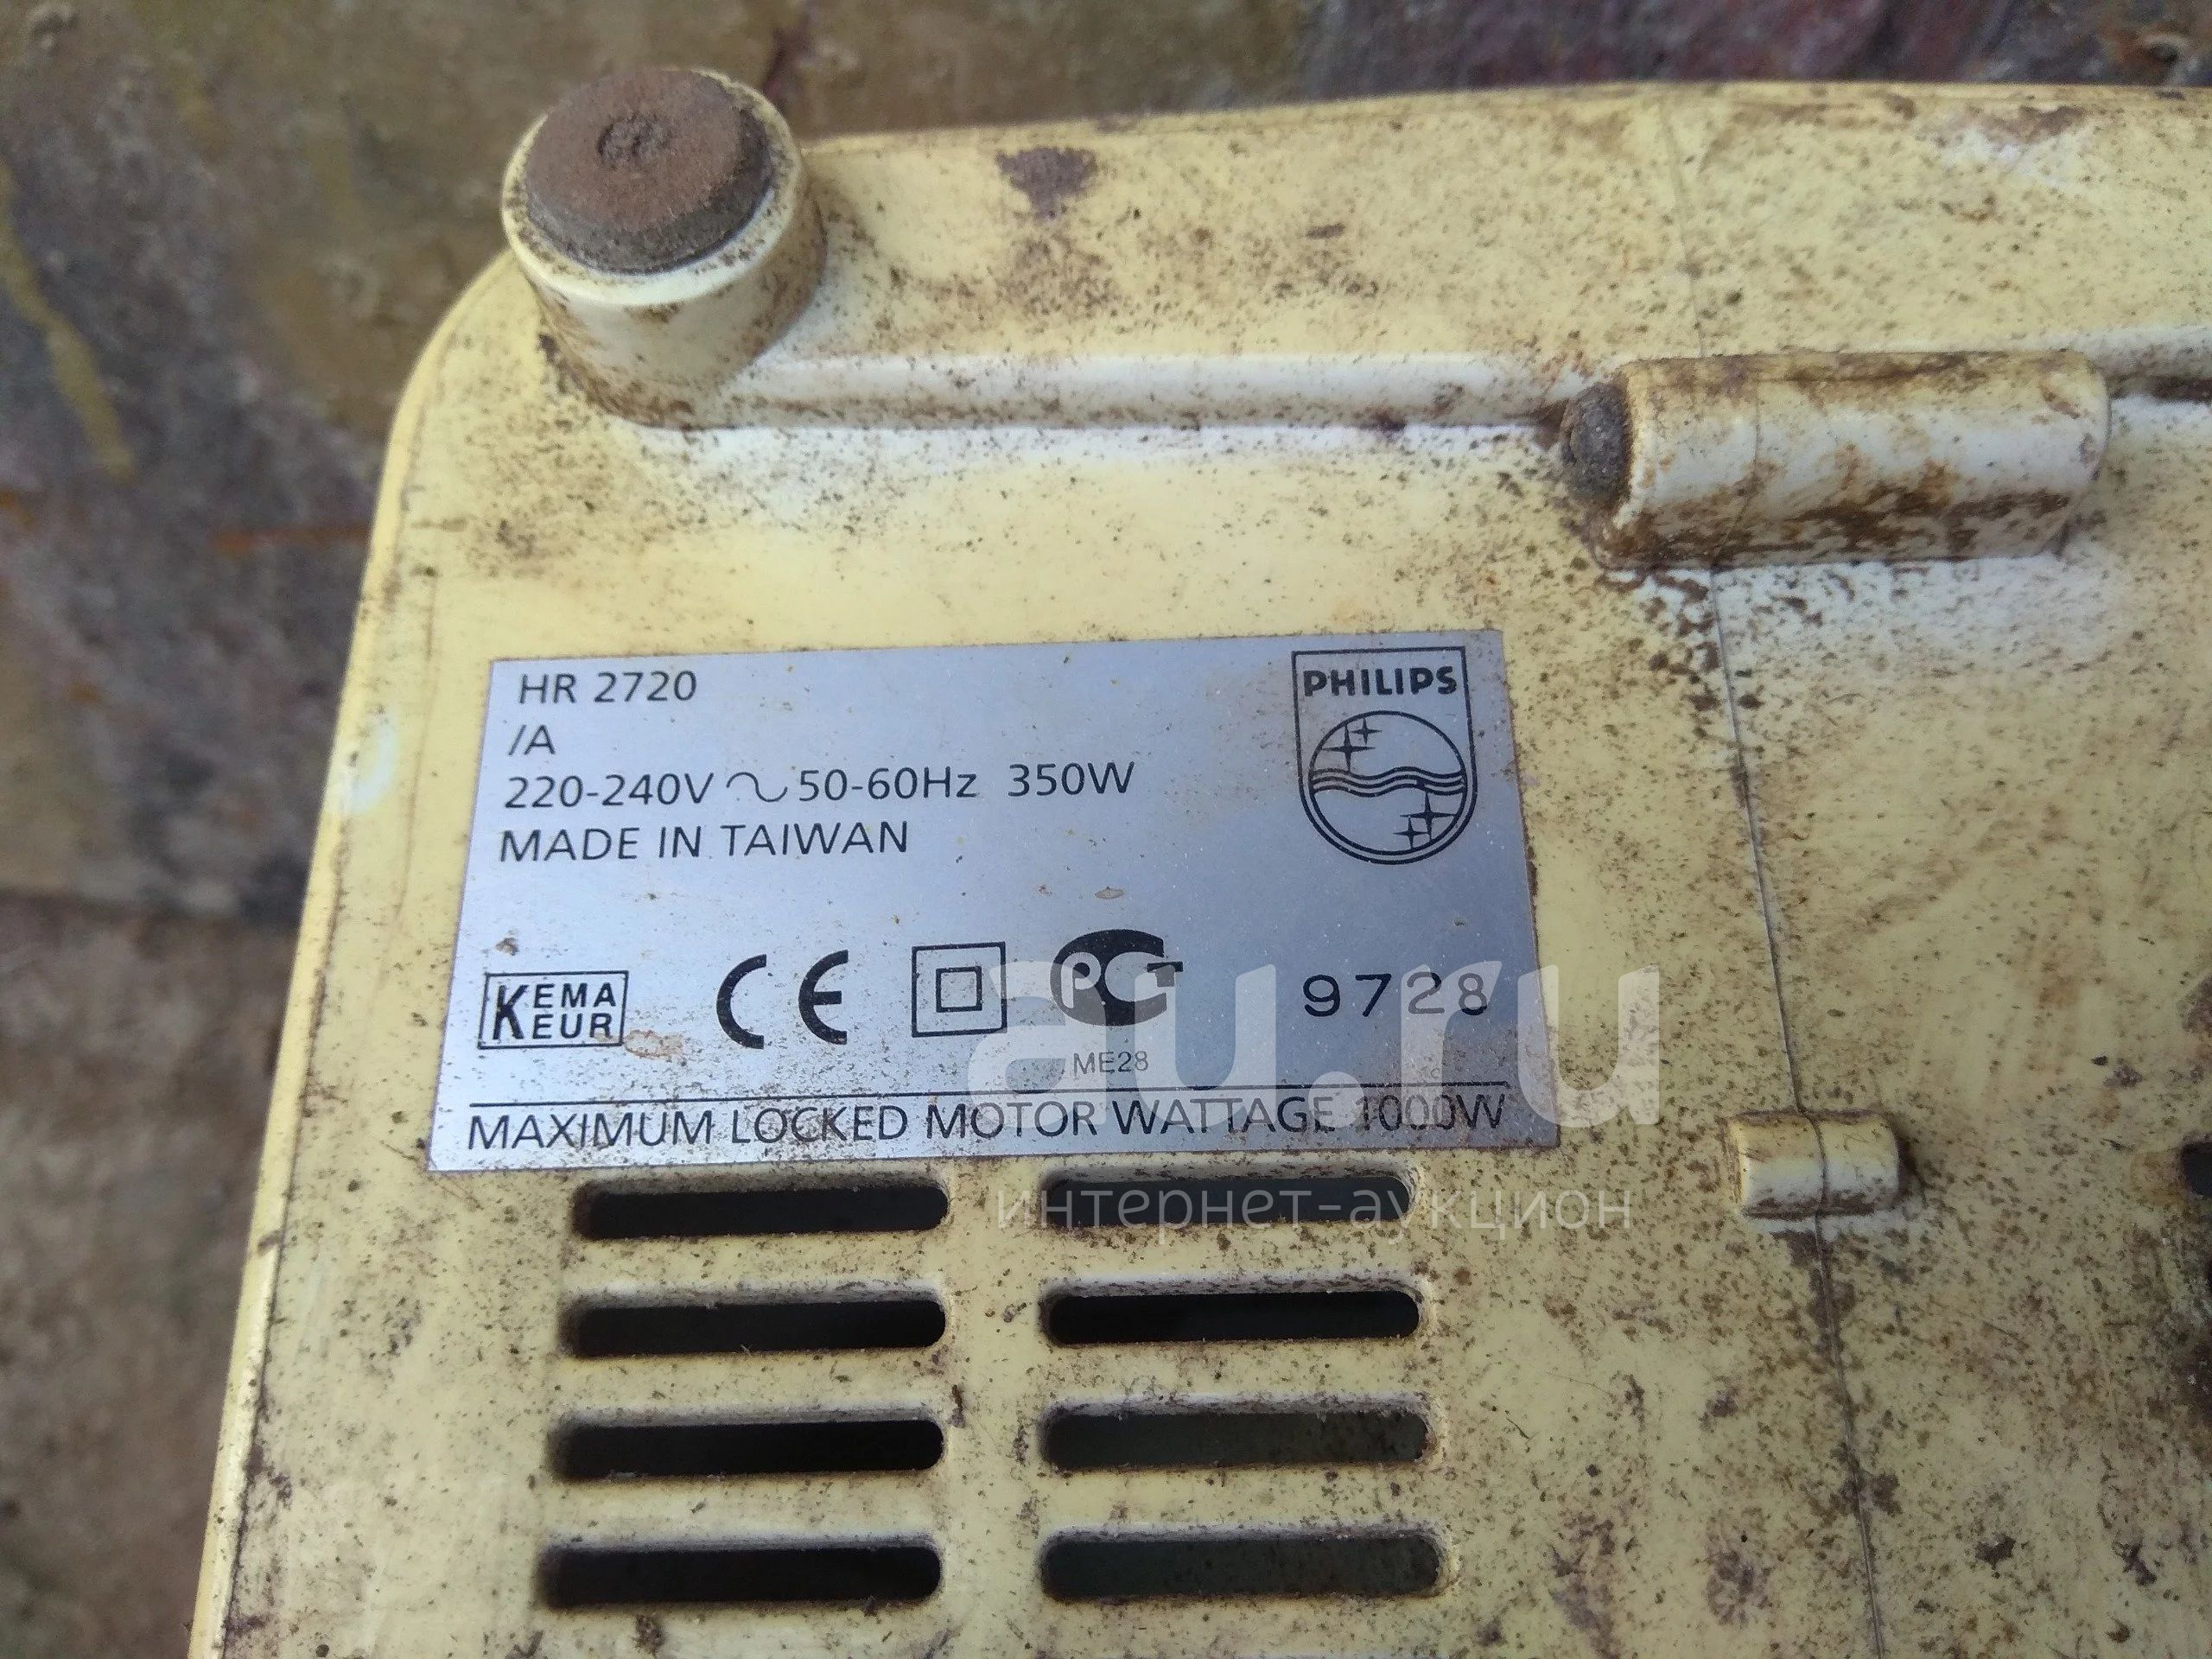 HR 2720
/A
220-240V ~ 50-60Hz 350W
MADE IN TAIWAN
PHILIPS
KEMA
KEUR
CE
РСТ
9728
ME28
MAXIMUM LOCKED MOTOR WATTAGE 1000W
au.ru
интернет-аукцион